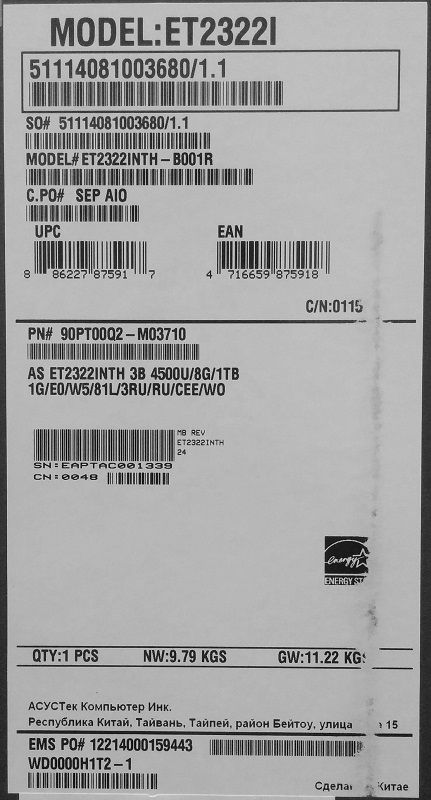 MODEL:ET2322I
51114081003680/1.1
SO# 51114081003680/1.1
MODEL# ET2322INTH-B001R
C.PO# SEP AIO
UPC EAN
8 86227 87591 7 4 716659 875918
C/N:0115
PN# 90PT00Q2-M03710
AS ET2322INTH 3B 4500U/8G/1TB
1G/E0/W5/81L/3RU/RU/CEE/WO
MB REV
ET2322INTH
24
SN:EAPTAC001339
CN:0048
energy
ENERGY
QTY:1 PCS NW:9.79 KGS GW:11.22 KGS
АСУСТек Компьютер Инк.
Республика Китай, Тайвань, Тайпей, район Бейтоу, улица 15
EMS PO# 12214000159443
WD0000H1T2-1
Китае